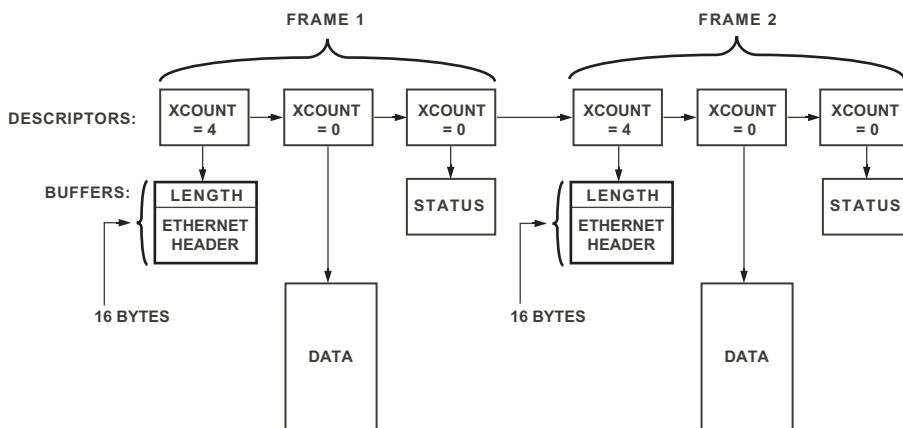 FRAME 1
FRAME 2
DESCRIPTORS:
XCOUNT
= 4
XCOUNT
= 0
XCOUNT
= 0
XCOUNT
= 4
XCOUNT
= 0
XCOUNT
= 0
BUFFERS:
LENGTH
ETHERNET
HEADER
STATUS
LENGTH
ETHERNET
HEADER
STATUS
16 BYTES
DATA
16 BYTES
DATA